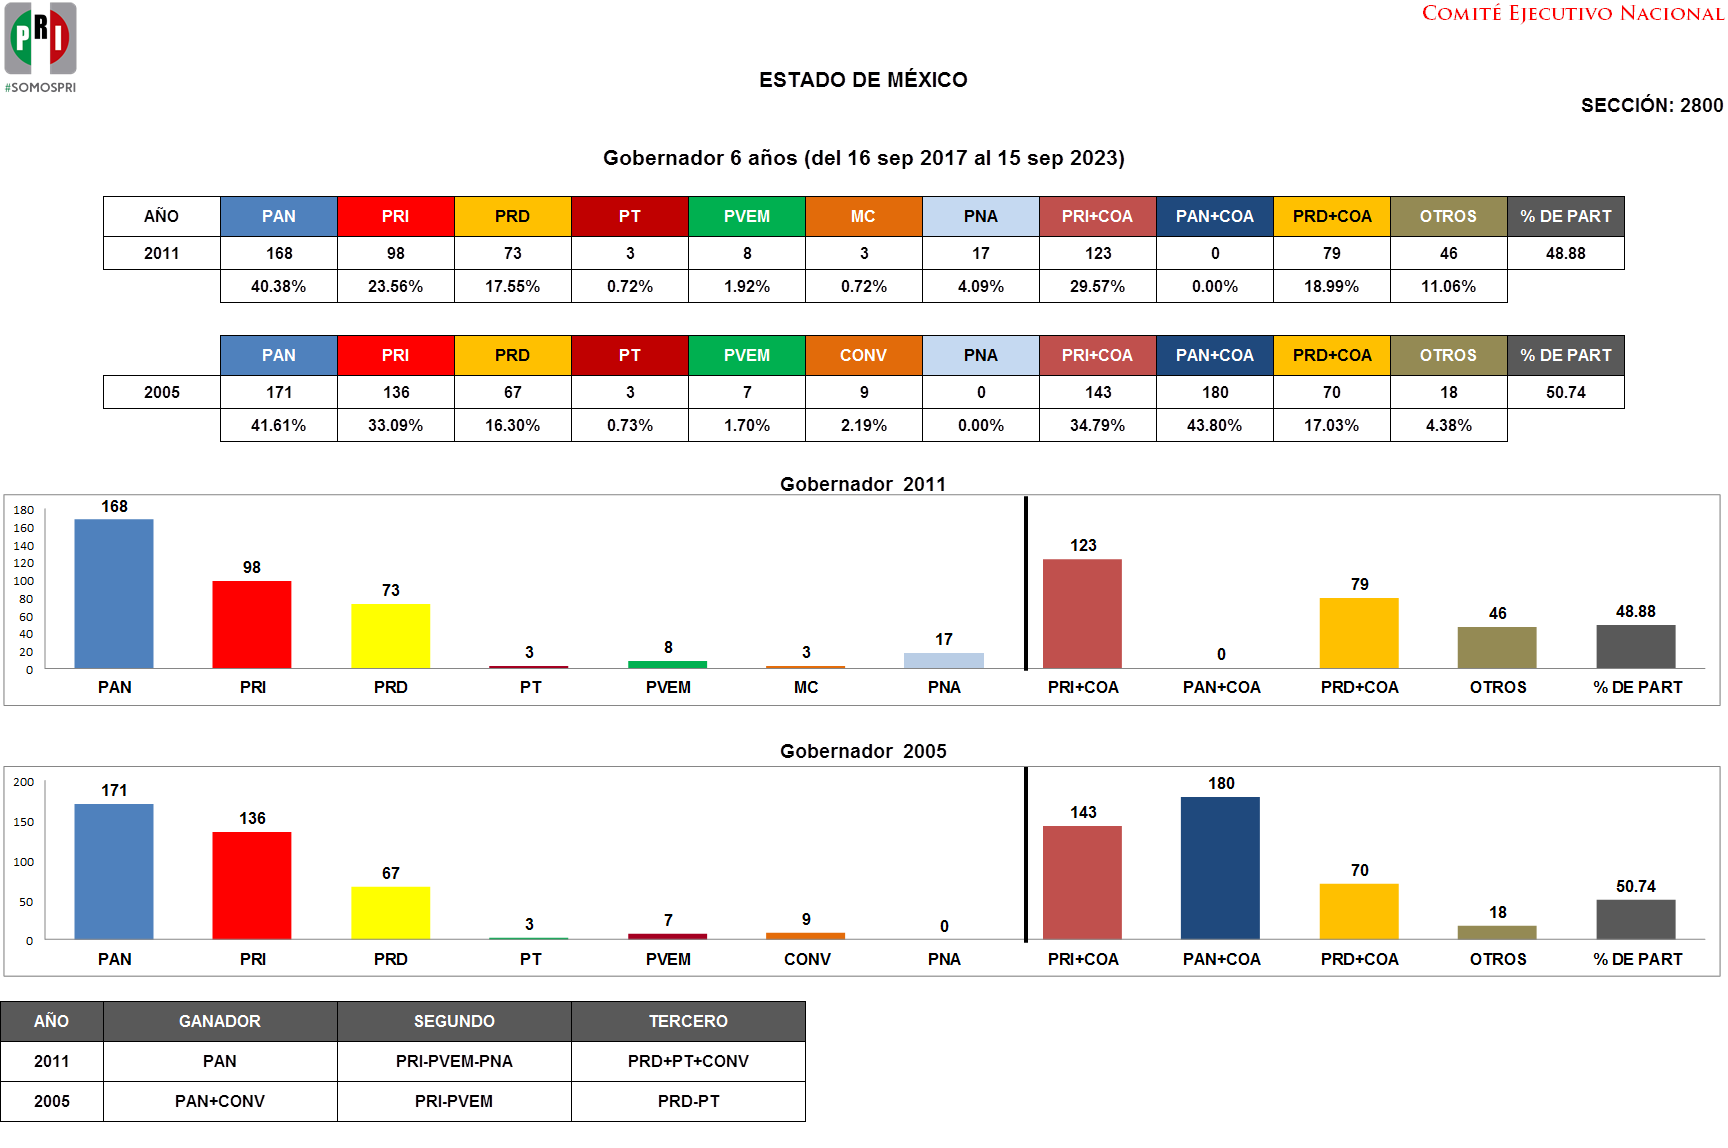 PRI
#SOMOSPRI
COMITÉ EJECUTIVO NACIONAL
ESTADO DE MÉXICO
SECCIÓN: 2800
Gobernador 6 años (del 16 sep 2017 al 15 sep 2023)
AÑO PAN PRI PRD PT PVEM MC PNA PRI+COA PAN+COA PRD+COA OTROS % DE PART
2011 168 98 73 3 8 3 17 123 0 79 46 48.88
40.38% 23.56% 17.55% 0.72% 1.92% 0.72% 4.09% 29.57% 0.00% 18.99% 11.06%
PAN PRI PRD PT PVEM CONV PNA PRI+COA PAN+COA PRD+COA OTROS % DE PART
2005 171 136 67 3 7 9 0 143 180 70 18 50.74
41.61% 33.09% 16.30% 0.73% 1.70% 2.19% 0.00% 34.79% 43.80% 17.03% 4.38%
Gobernador 2011
180
160
140
120
100
80
60
40
20
0
168 98 73 3 8 3 17 123 0 79 46 48.88
PAN PRI PRD PT PVEM MC PNA PRI+COA PAN+COA PRD+COA OTROS % DE PART
Gobernador 2005
200
150
100
50
0
171 136 67 3 7 9 0 143 180 70 18 50.74
PAN PRI PRD PT PVEM CONV PNA PRI+COA PAN+COA PRD+COA OTROS % DE PART
AÑO GANADOR SEGUNDO TERCERO
2011 PAN PRI-PVEM-PNA PRD+PT+CONV
2005 PAN+CONV PRI-PVEM PRD-PT